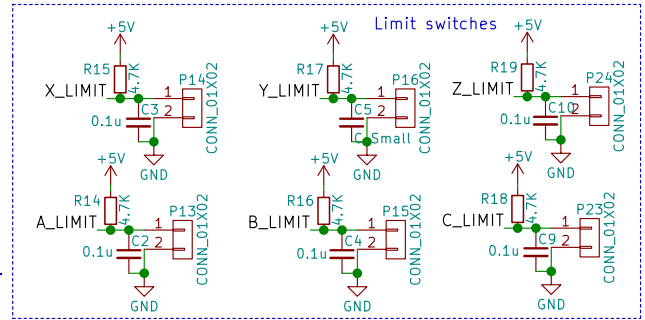 Limit switches
+5V
R15
4.7K
X_LIMIT
C3
0.1u
P14
1
2
CONN_01X02
GND
+5V
R17
4.7K
Y_LIMIT
C5
0.1u
C_Small
P16
1
2
CONN_01X02
GND
+5V
R19
4.7K
Z_LIMIT
C10
0.1u
P24
1
2
CONN_01X02
GND
+5V
R14
4.7K
A_LIMIT
C2
0.1u
P13
1
2
CONN_01X02
GND
+5V
R16
4.7K
B_LIMIT
C4
0.1u
P15
1
2
CONN_01X02
GND
+5V
R18
4.7K
C_LIMIT
C9
0.1u
P23
1
2
CONN_01X02
GND